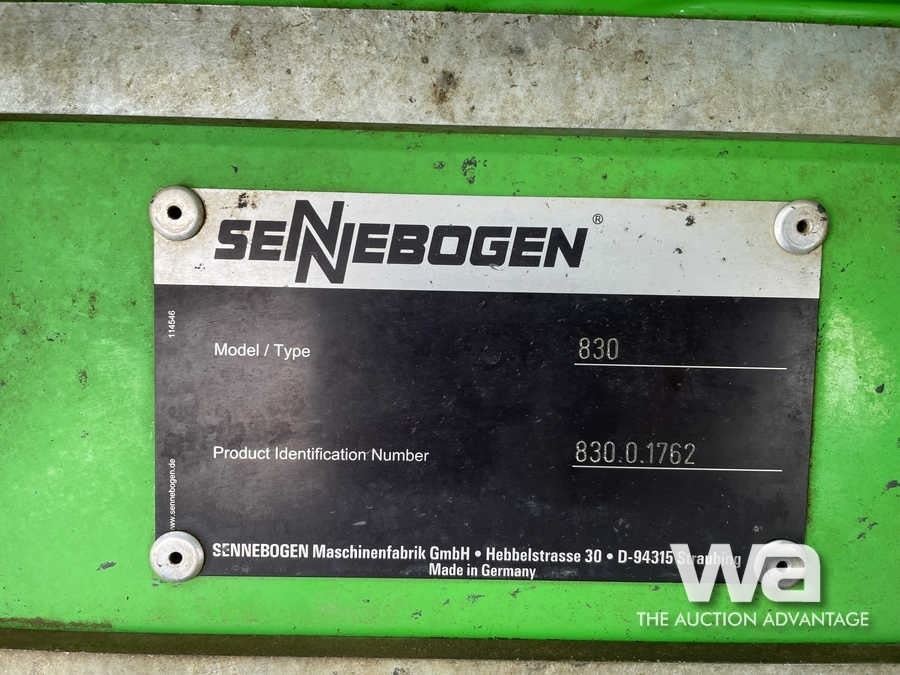 SENNEBOGEN®
114546
Model / Type 830
Product Identification Number 830.0.1762
www.sennebogen.de
SENNEBOGEN Maschinenfabrik GmbH • Hebbelstrasse 30 • D-94315 Straubing
Made in Germany
wa
THE AUCTION ADVANTAGE